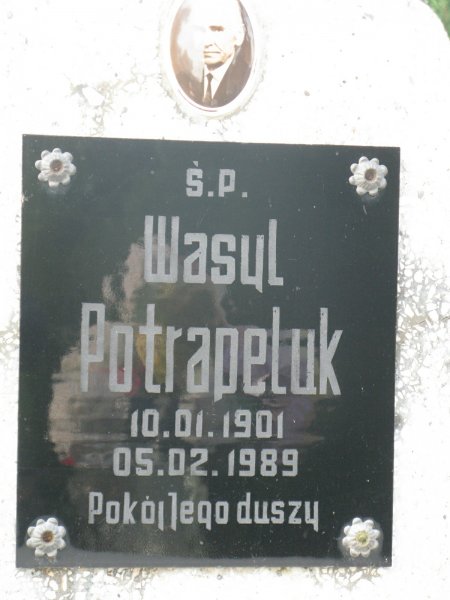 Ś.P.
Wasyl
Potrapeluk
10.01.1901
05.02.1989
Pokój Jego duszy